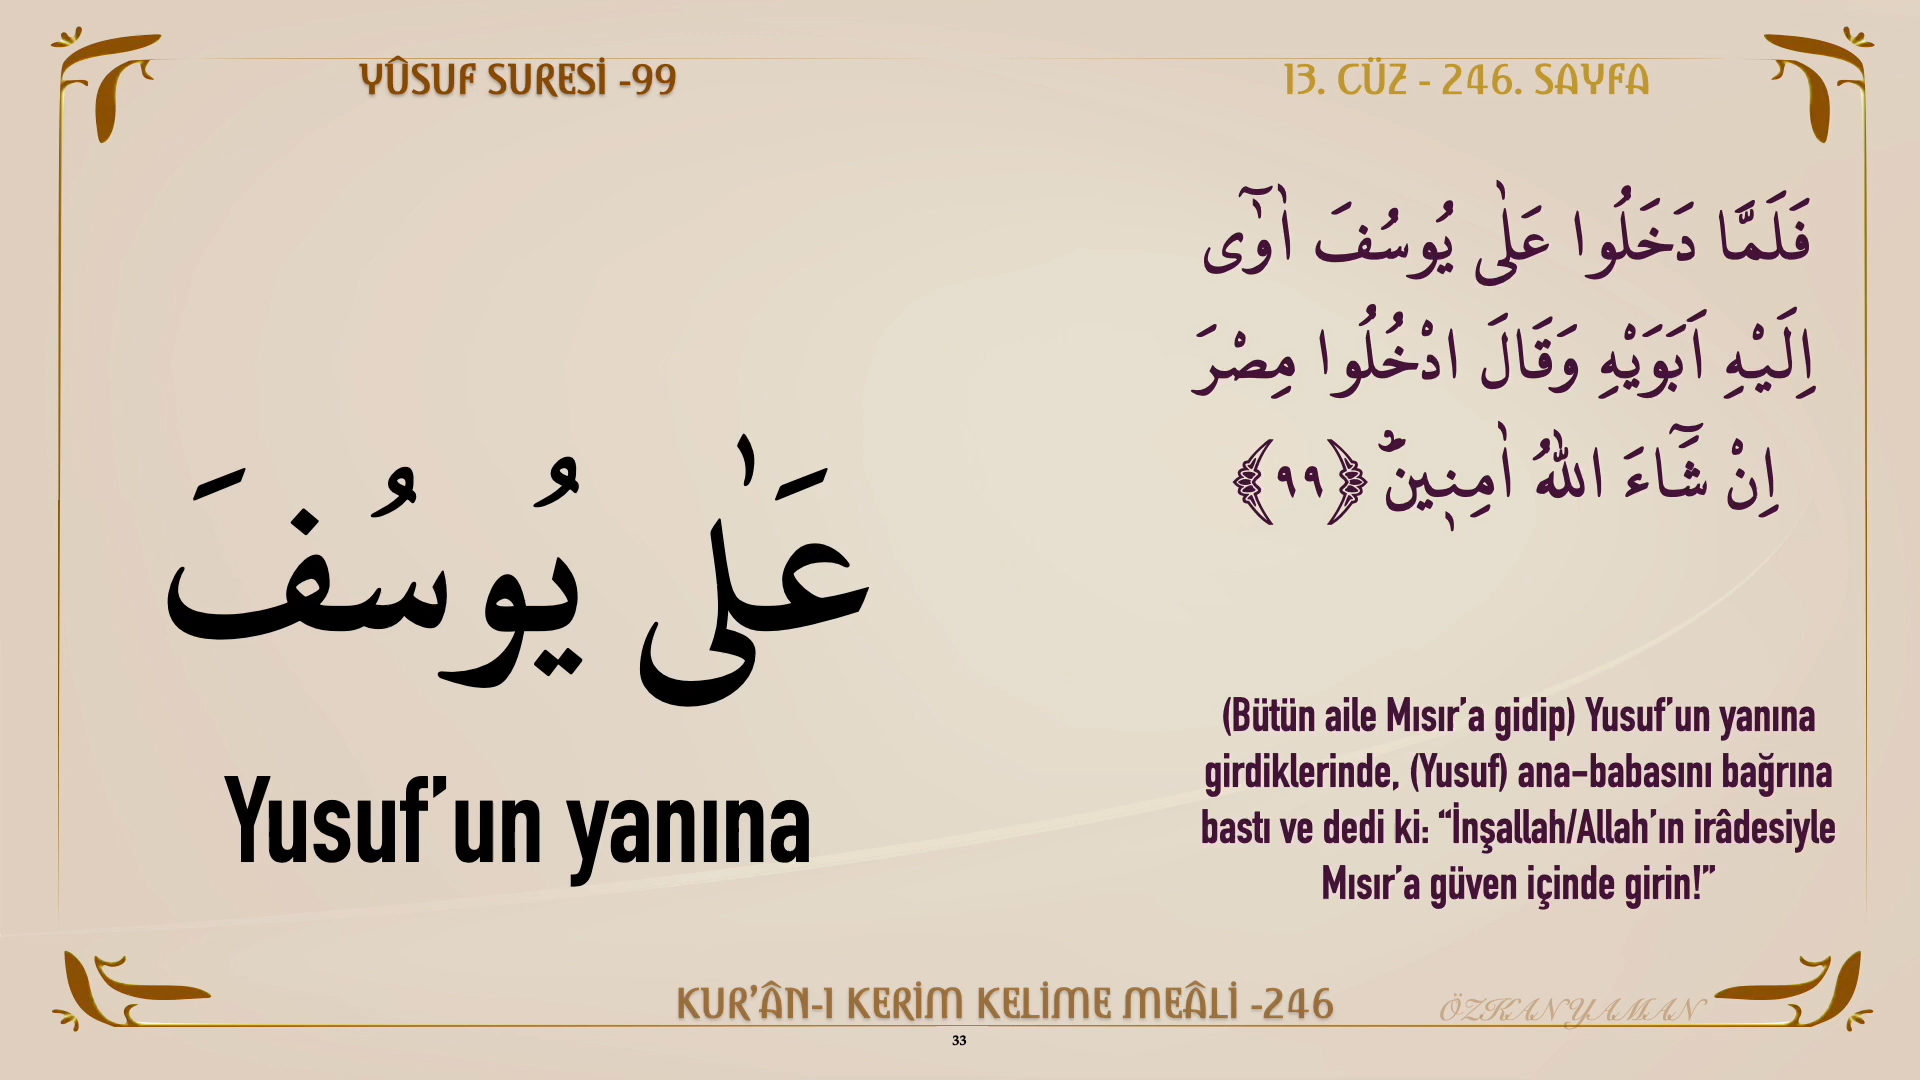 YÛSUF SURESİ -99
13. CÜZ - 246. SAYFA
فَلَمَّا دَخَلُوا عَلٰى يُوسُفَ اٰوٰٓى
اِلَيْهِ اَبَوَيْهِ وَقَالَ ادْخُلُوا مِصْرَ
اِنْ شَٓاءَ اللّٰهُ اٰمِنٖينَۜ ﴿٩٩﴾
عَلٰى يُوسُفَ
Yusuf’un yanına
(Bütün aile Mısır’a gidip) Yusuf’un yanına
girdiklerinde, (Yusuf) ana-babasını bağrına
bastı ve dedi ki: “İnşallah/Allah’ın irâdesiyle
Mısır’a güven içinde girin!”
KUR’ÂN-I KERİM KELİME MEÂLİ -246
ÖZKAN YAMAN
33